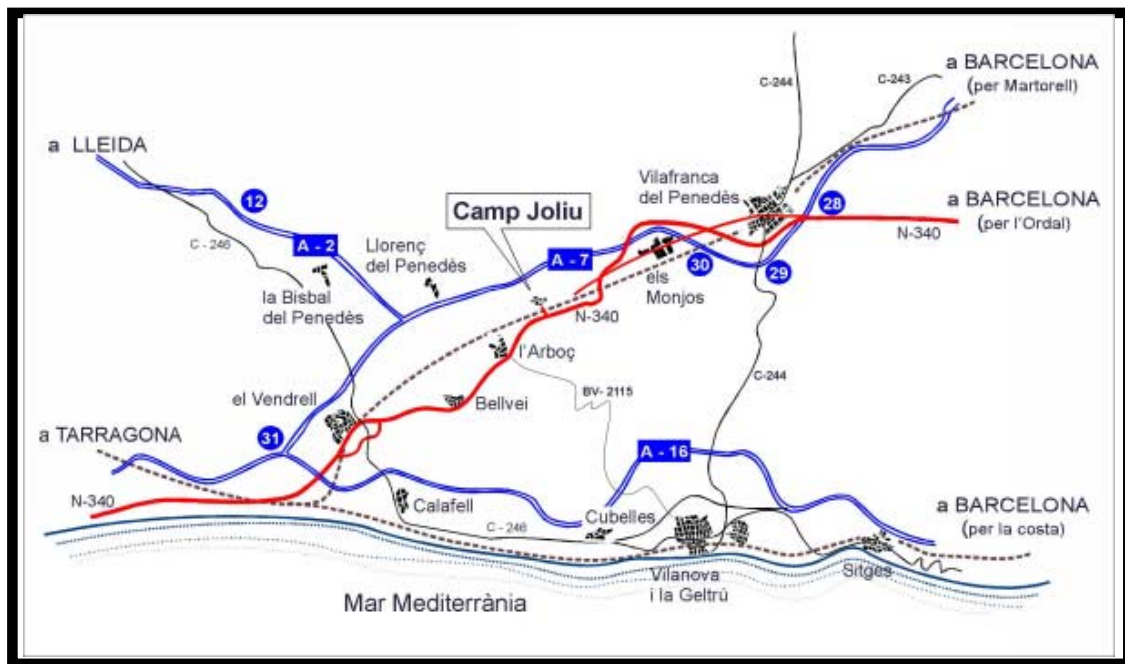 C-244
a BARCELONA
(per Martorell)
C-243
a LLEIDA
Vilafranca
del Penedès
12
Camp Joliu
28
a BARCELONA
(per l'Ordal)
N-340
C - 246
A - 2
Llorenç
del Penedès
A - 7
30
29
la Bisbal
del Penedès
els
Monjos
N-340
l'Arboç
C-244
BV- 2115
el Vendrell
Bellvei
31
a TARRAGONA
A - 16
N-340
Calafell
C - 246
Cubelles
a BARCELONA
(per la costa)
Vilanova
i la Geltrú
Sitges
Mar Mediterrània